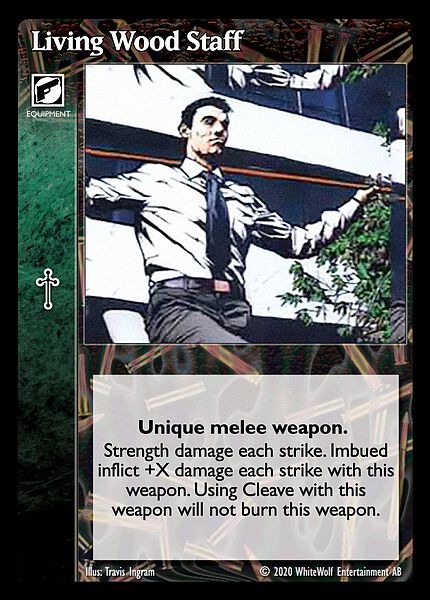 Living Wood Staff
EQUIPMENT
Unique melee weapon.
Strength damage each strike. Imbued
inflict +X damage each strike with this
weapon. Using Cleave with this
weapon will not burn this weapon.
Illus: Travis Ingram
© 2020 WhiteWolf Entertainment AB